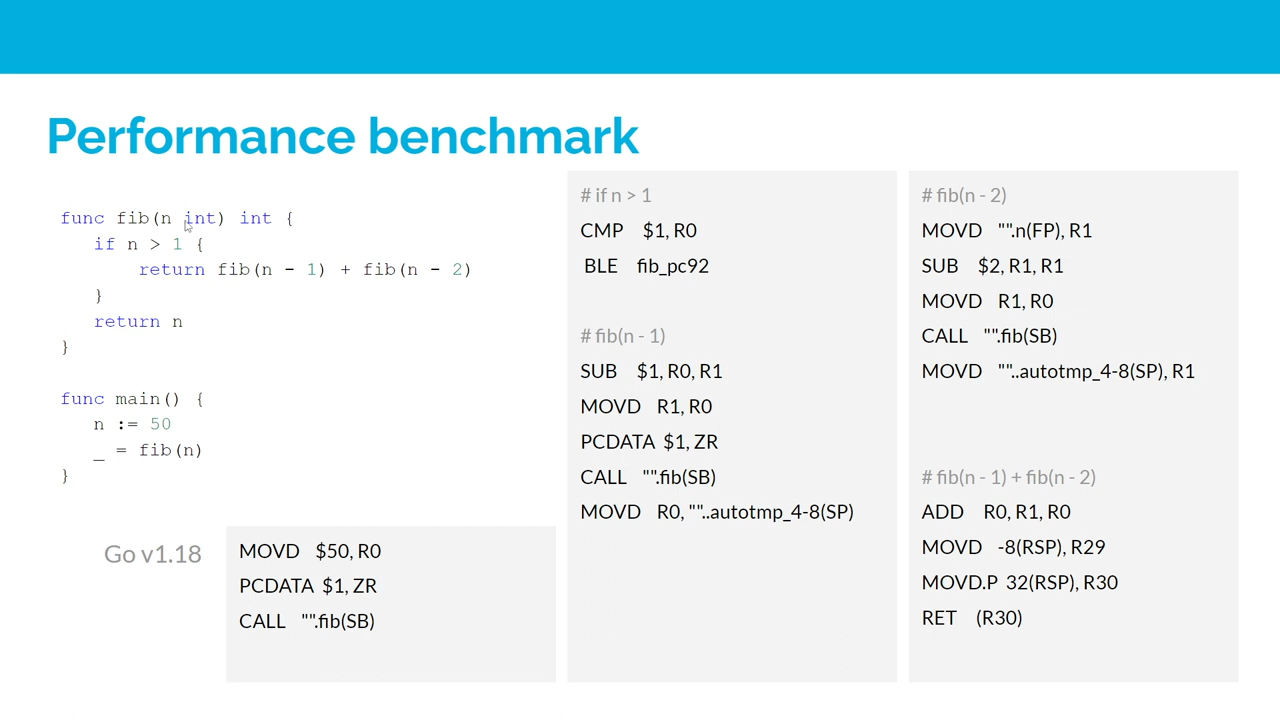 Performance benchmark
func fib(n int) int {
if n > 1 {
return fib(n - 1) + fib(n - 2)
}
return n
}
func main() {
n := 50
_ = fib(n)
}
Go v1.18
MOVD $50, R0
PCDATA $1, ZR
CALL "".fib(SB)
# if n > 1
CMP $1, R0
BLE fib_pc92
# fib(n - 1)
SUB $1, R0, R1
MOVD R1, R0
PCDATA $1, ZR
CALL "".fib(SB)
MOVD R0, ""..autotmp_4-8(SP)
# fib(n - 2)
MOVD "".n(FP), R1
SUB $2, R1, R1
MOVD R1, R0
CALL "".fib(SB)
MOVD ""..autotmp_4-8(SP), R1
# fib(n - 1) + fib(n - 2)
ADD R0, R1, R0
MOVD -8(RSP), R29
MOVD.P 32(RSP), R30
RET (R30)